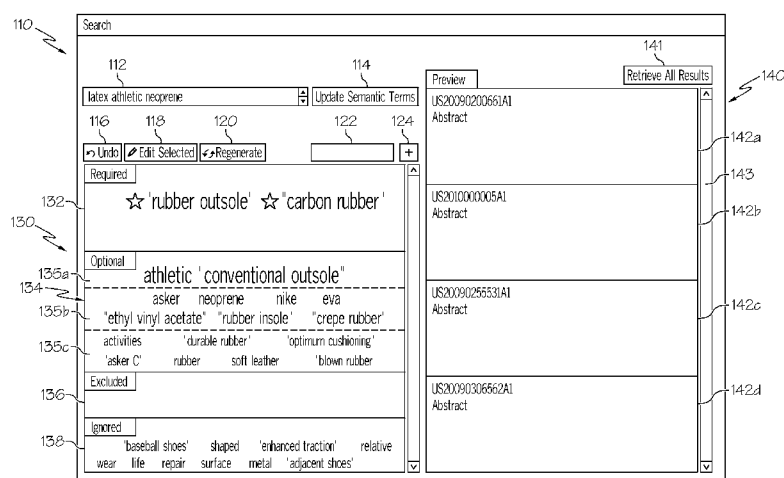 110
Search
112
114
141
140
latex athletic neoprene
Update Semantic Terms
Preview
Retrieve All Results
US20090200661A1
Abstract
142a
116
118
120
122
124
Undo
Edit Selected
Regenerate
+
143
Required
132
☆ 'rubber outsole' ☆ "carbon rubber'
US2010000005A1
Abstract
142b
130
Optional
135a
athletic 'conventional outsole"
134
asker neoprene nike eva
135b
"ethyl vinyl acetate" "rubber insole' "crepe rubber'
US20090255531A1
Abstract
142c
135c
activities 'durable rubber' 'optimum cushioning'
'asker C' rubber soft leather 'blown rubber
Excluded
136
US20090306562A1
Abstract
142d
Ignored
138
'baseball shoes' shaped 'enhanced traction' relative
wear life repair surface metal 'adjacent shoes'